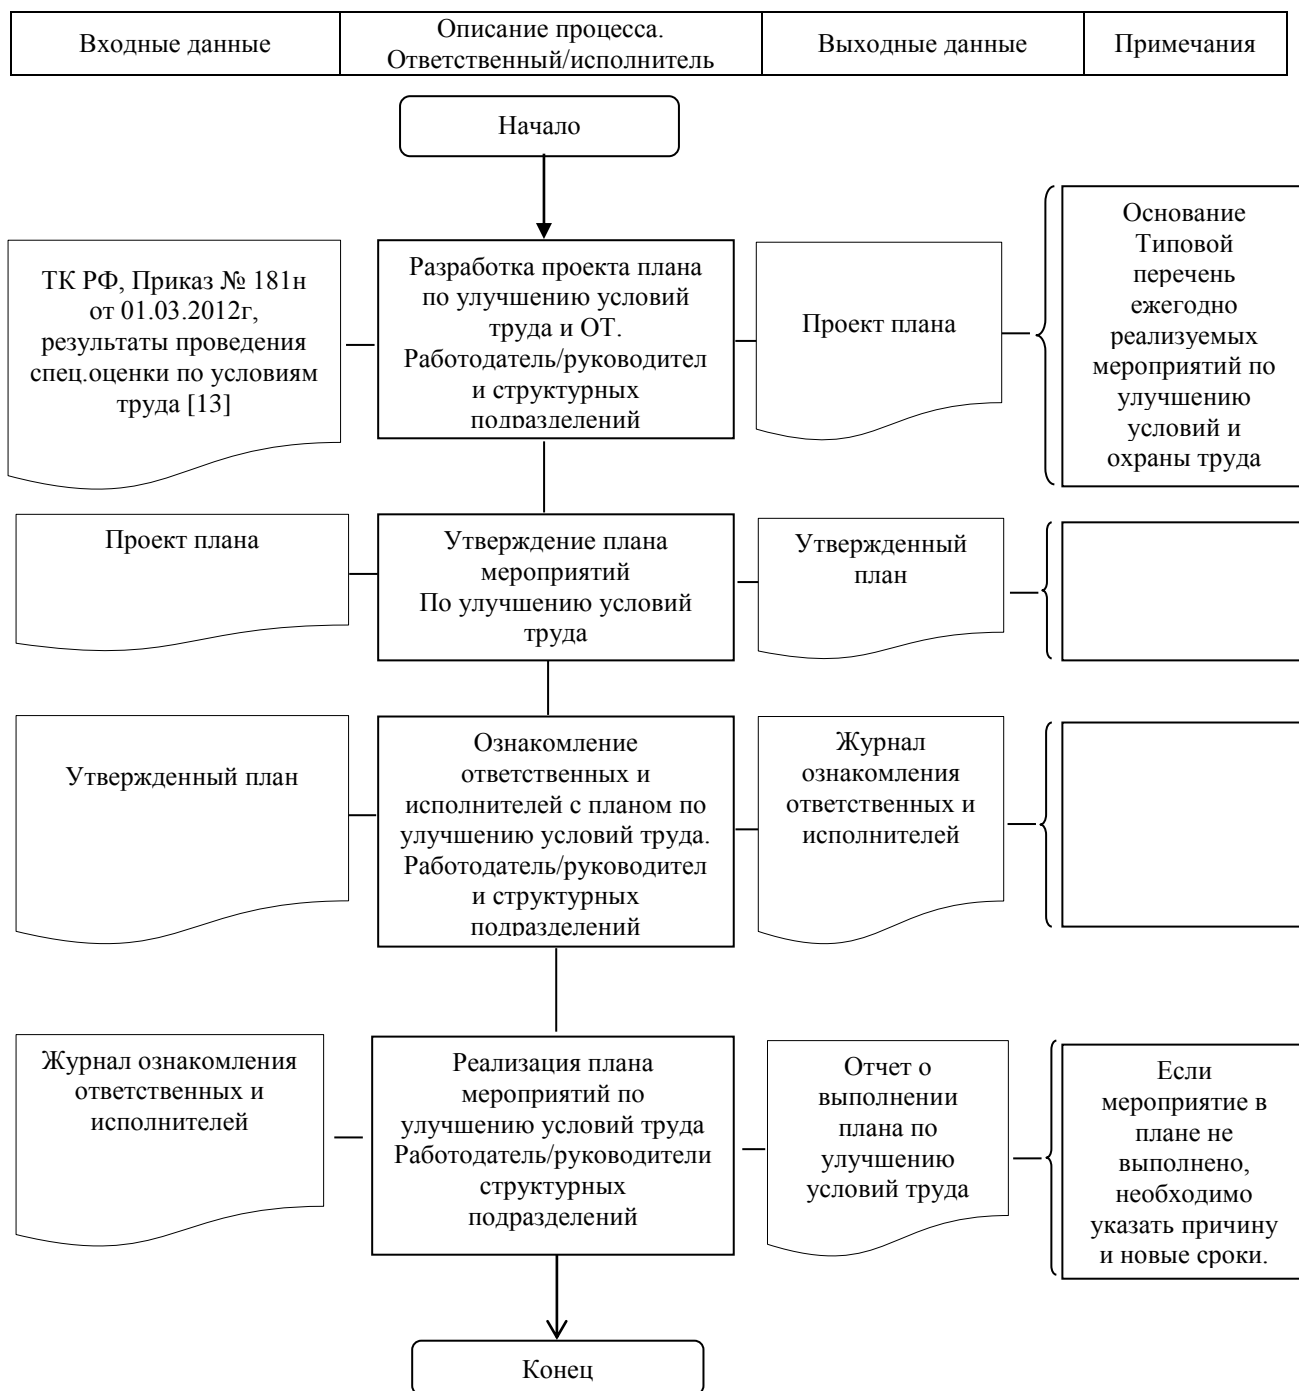 Входные данные
Описание процесса.
Ответственный/исполнитель
Выходные данные
Примечания
Начало
ТК РФ, Приказ № 181н
от 01.03.2012г,
результаты проведения
спец.оценки по условиям
труда [13]
Разработка проекта плана
по улучшению условий
труда и ОТ.
Работодатель/руководител
и структурных
подразделений
Проект плана
Основание
Типовой
перечень
ежегодно
реализуемых
мероприятий по
улучшению
условий и
охраны труда
Проект плана
Утверждение плана
мероприятий
По улучшению условий
труда
Утвержденный
план
Утвержденный план
Ознакомление
ответственных и
исполнителей с планом по
улучшению условий труда.
Работодатель/руководител
и структурных
подразделений
Журнал
ознакомления
ответственных и
исполнителей
Журнал ознакомления
ответственных и
исполнителей
Реализация плана
мероприятий по
улучшению условий труда
Работодатель/руководители
структурных
подразделений
Отчет о
выполнении
плана по
улучшению
условий труда
Если
мероприятие в
плане не
выполнено,
необходимо
указать причину
и новые сроки.
Конец